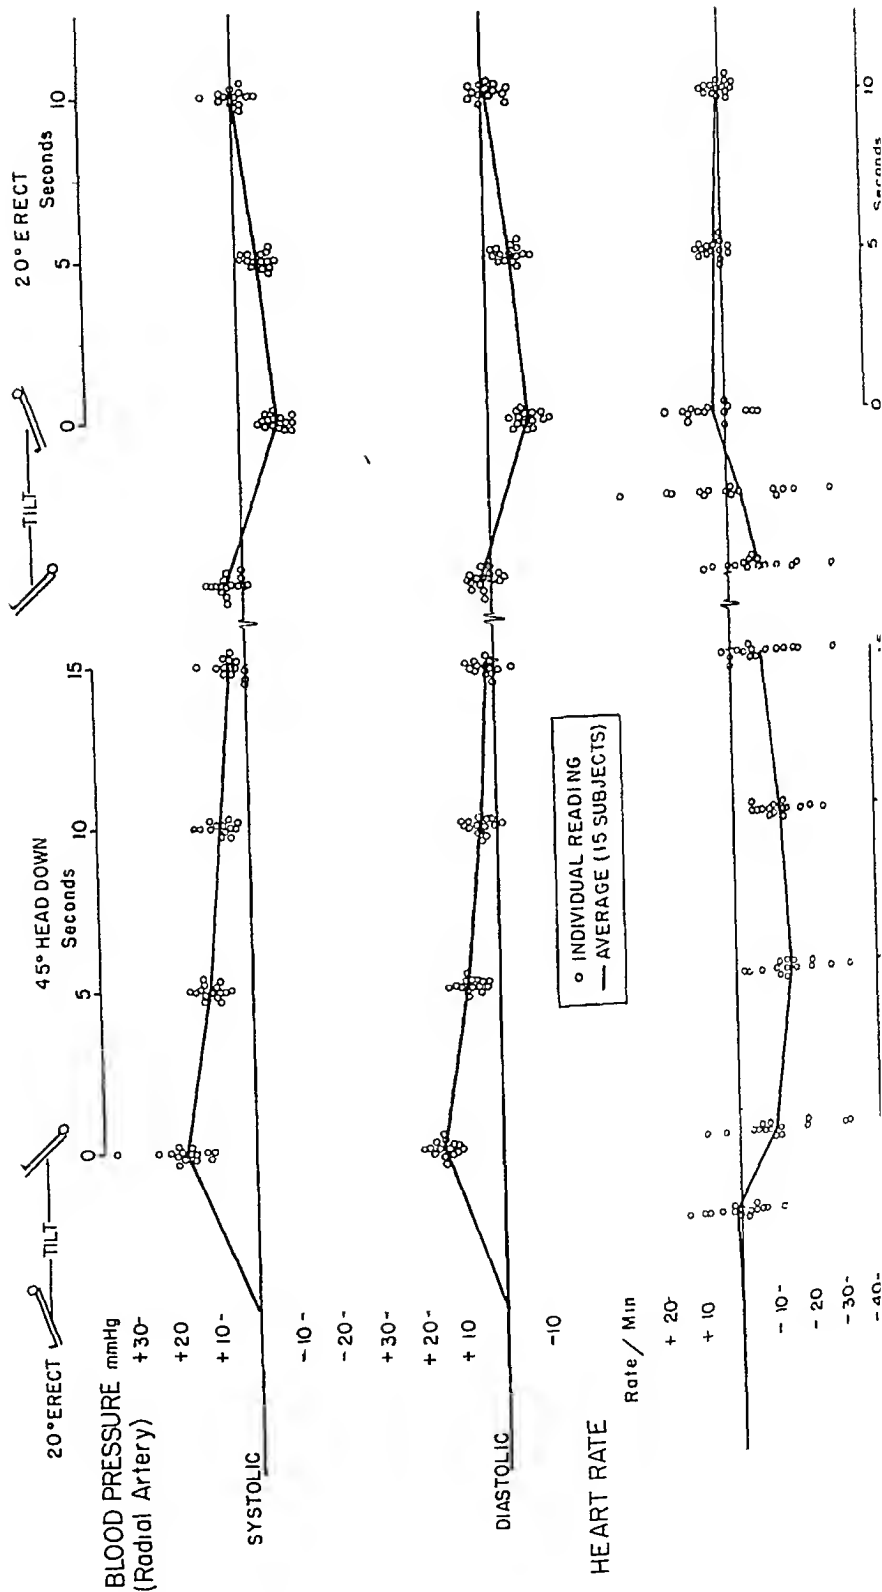 20° ERECT
TILT
45° HEAD DOWN
Seconds
0 5 10 15
TILT
20° ERECT
Seconds
0 5 10
BLOOD PRESSURE mmHg
(Radial Artery)
+30-
+20
+10-
SYSTOLIC
-10-
-20-
+30-
+20-
+10
DIASTOLIC
-10
○ INDIVIDUAL READING
— AVERAGE (15 SUBJECTS)
HEART RATE
Rate / Min
+20-
+10
-10-
-20
-30-
-40-
0 5 10
Seconds